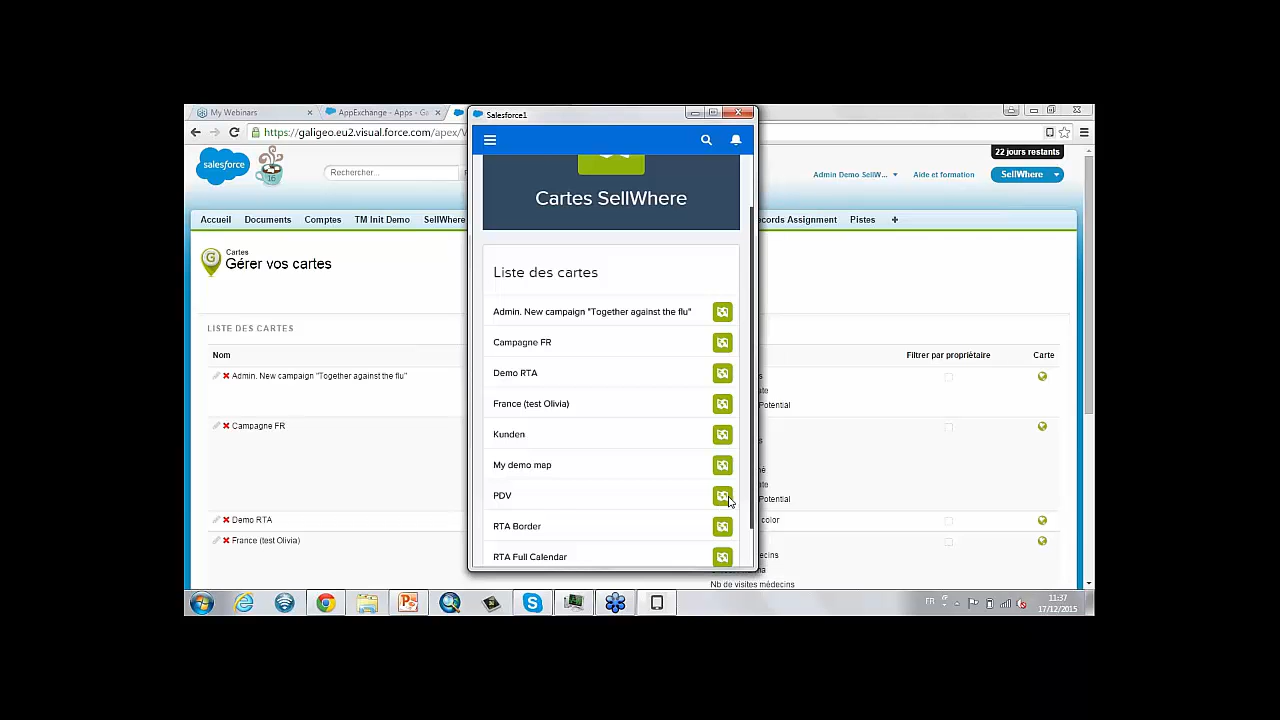 My Webinars
AppExchange - Apps - Ga
https://galigeo.eu2.visual.force.com/apex/
salesforce
16
Rechercher...
22 jours restants
Admin Demo SellW...
Aide et formation
SellWhere
Accueil
Documents
Comptes
TM Init Demo
SellWhere
ecords Assignment
Pistes
+
G
Cartes
Gérer vos cartes
LISTE DES CARTES
Nom
Filtrer par propriétaire
Carte
Admin. New campaign "Together against the flu"
Potential
Campagne FR
Potential
Demo RTA
color
France (test Olivia)
Nb de visites médecins
Salesforce1
Cartes SellWhere
Liste des cartes
Admin. New campaign "Together against the flu"
Campagne FR
Demo RTA
France (test Olivia)
Kunden
My demo map
PDV
RTA Border
RTA Full Calendar
FR
11:37
17/12/2015